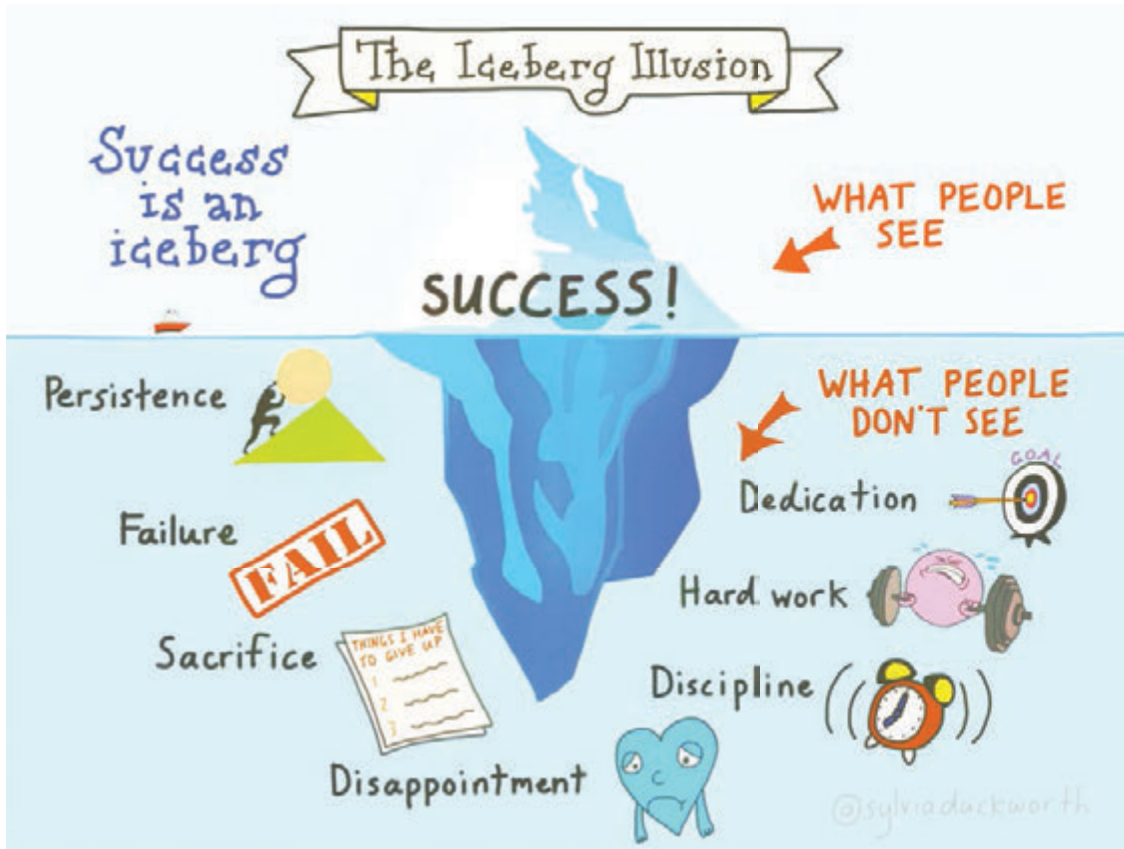 The Iceberg Illusion
Success
is an
iceberg
WHAT PEOPLE
SEE
SUCCESS!
Persistence
WHAT PEOPLE
DON'T SEE
GOAL
Dedication
Failure
FAIL
Hard work
Sacrifice
THINGS I HAVE
TO GIVE UP
1
2
3
Discipline
Disappointment
@sylviaduckworth